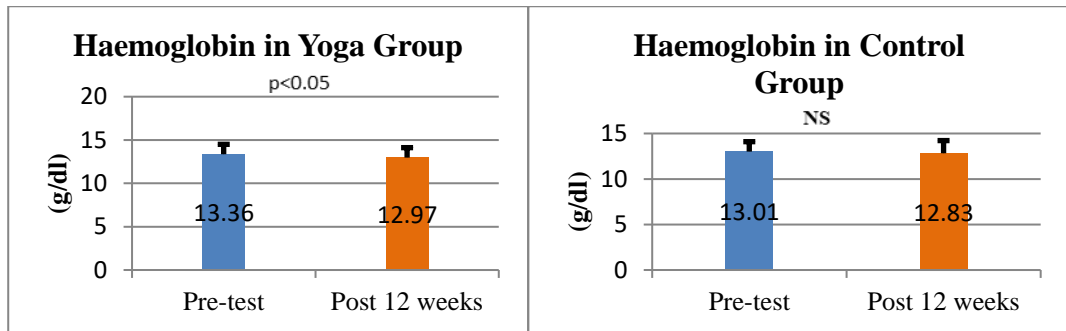 Haemoglobin in Yoga Group
p<0.05
20
15
10
5
0
(g/dl)
13.36
12.97
Pre-test
Post 12 weeks
Haemoglobin in Control
Group
NS
15
10
5
0
(g/dl)
13.01
12.83
Pre-test
Post 12 weeks